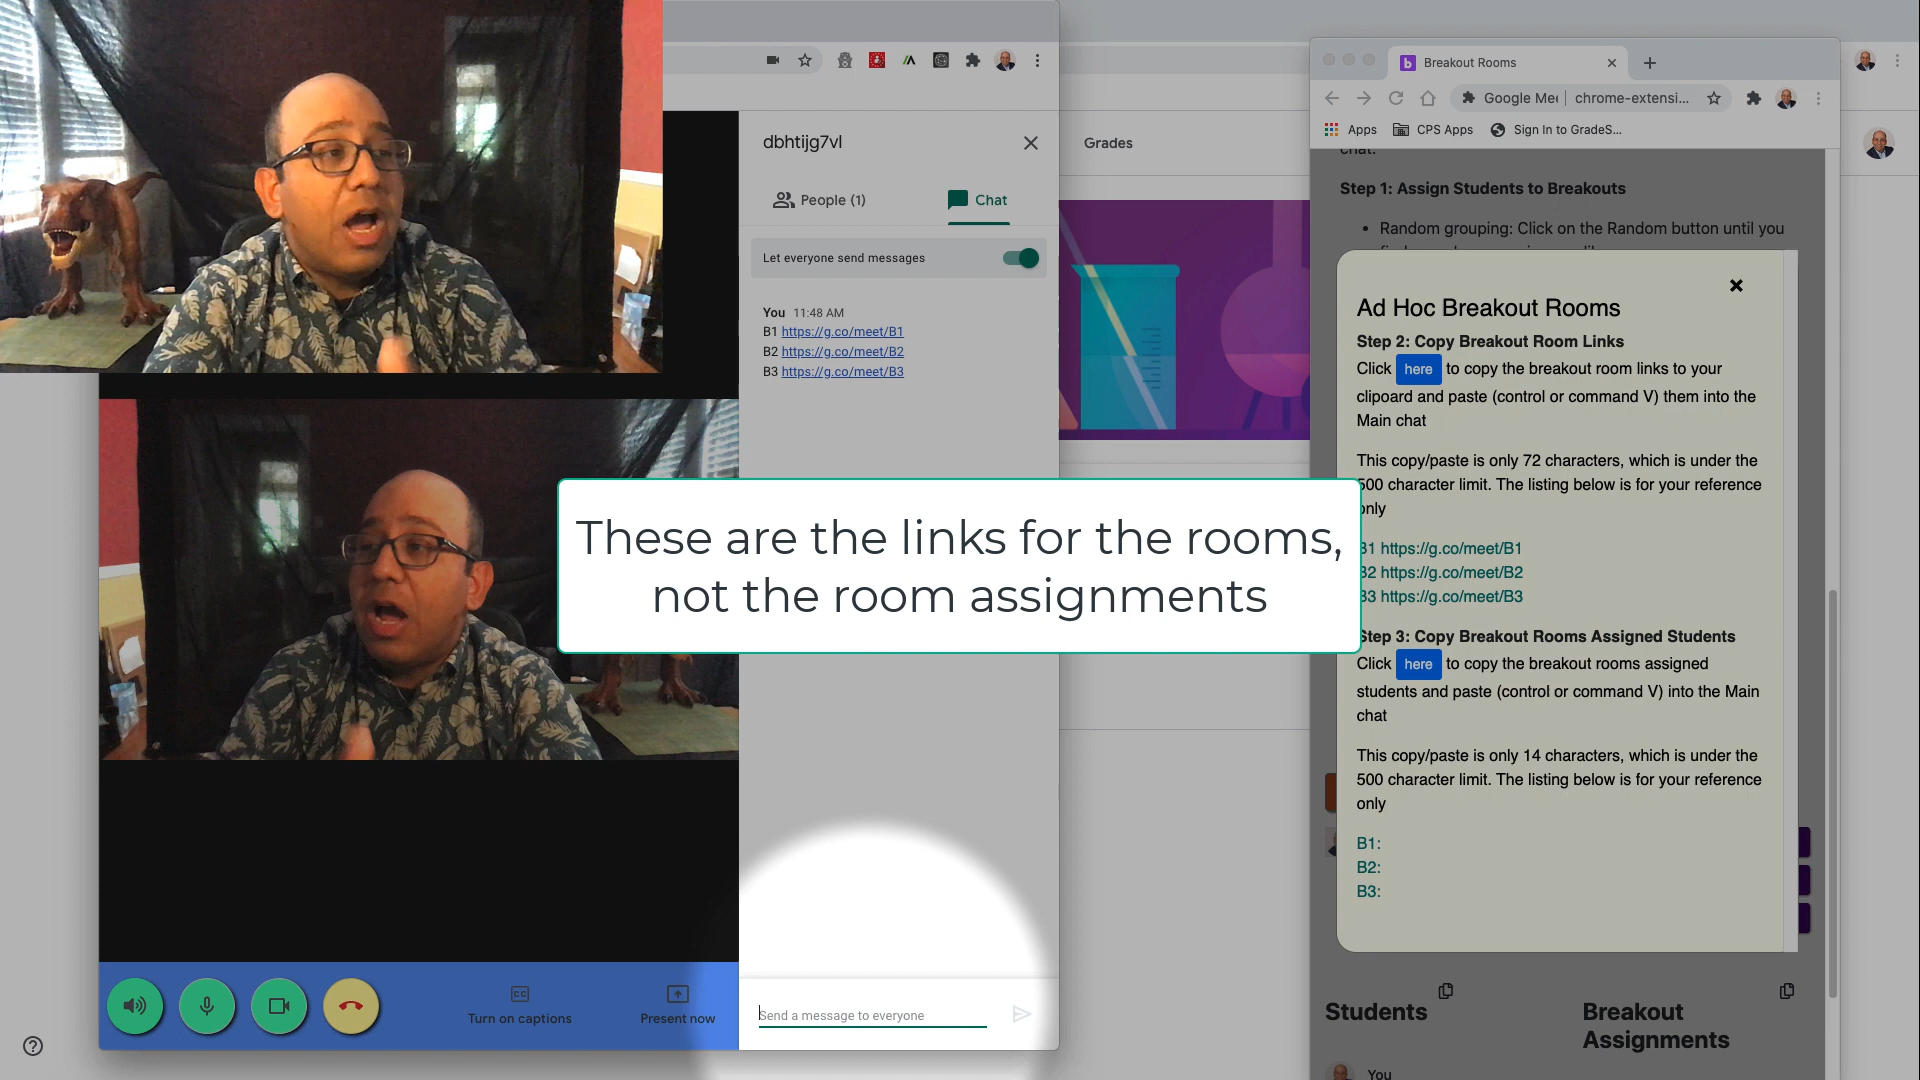 Breakout Rooms
Google Me
chrome-extensi...
Apps
CPS Apps
Sign In to GradeS...
dbhtijg7vl
Grades
People (1)
Chat
Let everyone send messages
You 11:48 AM
B1 https://g.co/meet/B1
B2 https://g.co/meet/B2
B3 https://g.co/meet/B3
These are the links for the rooms,
not the room assignments
Turn on captions
Present now
Send a message to everyone
chat.
Step 1: Assign Students to Breakouts
• Random grouping: Click on the Random button until you
Ad Hoc Breakout Rooms
Step 2: Copy Breakout Room Links
Click here to copy the breakout room links to your
clipoard and paste (control or command V) them into the
Main chat
This copy/paste is only 72 characters, which is under the
500 character limit. The listing below is for your reference
only
B1 https://g.co/meet/B1
B2 https://g.co/meet/B2
B3 https://g.co/meet/B3
Step 3: Copy Breakout Rooms Assigned Students
Click here to copy the breakout rooms assigned
students and paste (control or command V) into the Main
chat
This copy/paste is only 14 characters, which is under the
500 character limit. The listing below is for your reference
only
B1:
B2:
B3:
Students
Breakout
Assignments
You